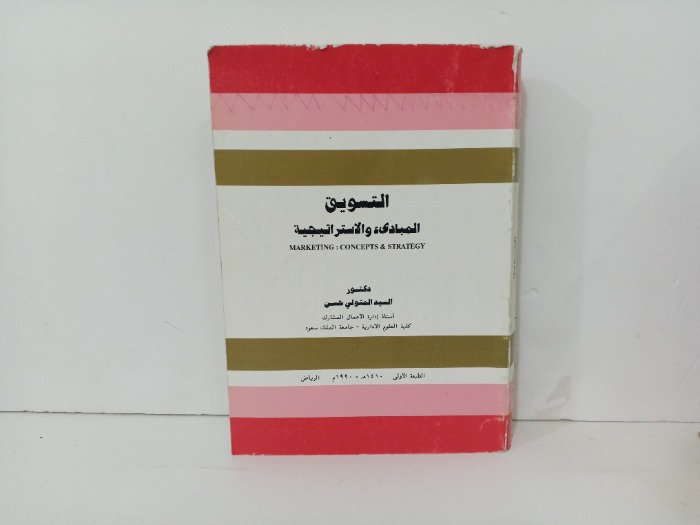 التسويق
المبادىء والاستراتيجية
MARKETING : CONCEPTS & STRATEGY
دكتور
السيد المتولي حسن
أستاذ إدارة الأعمال المشارك
كلية العلوم الادارية - جامعة الملك سعود
الطبعة الأولى ١٤١٠هـ - ١٩٩٠م الرياض